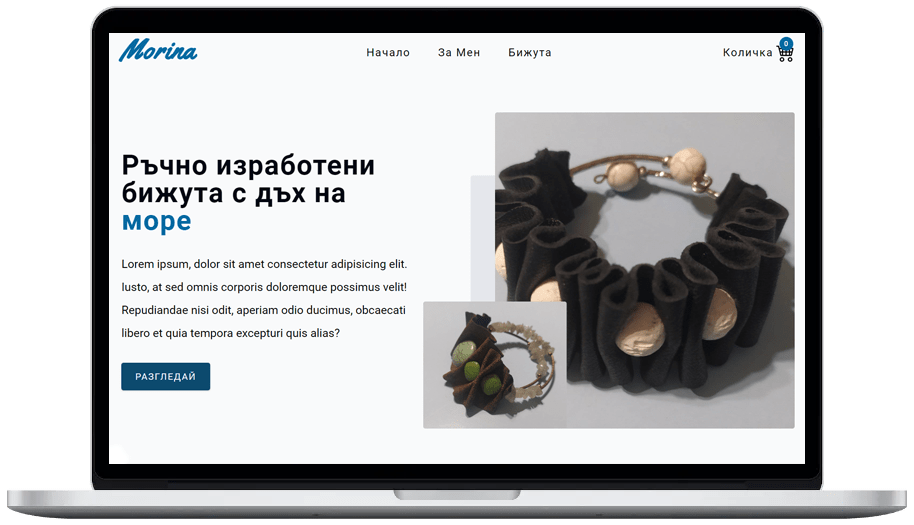 Morina
Начало За Мен Бижута Количка 0
Ръчно изработени
бижута с дъх на
море
Lorem ipsum, dolor sit amet consectetur adipisicing elit.
Iusto, at sed omnis corporis doloremque possimus velit!
Repudiandae nisi odit, aperiam odio ducimus, obcaecati
libero et quia tempora excepturi quis alias?
РАЗГЛЕДАЙ